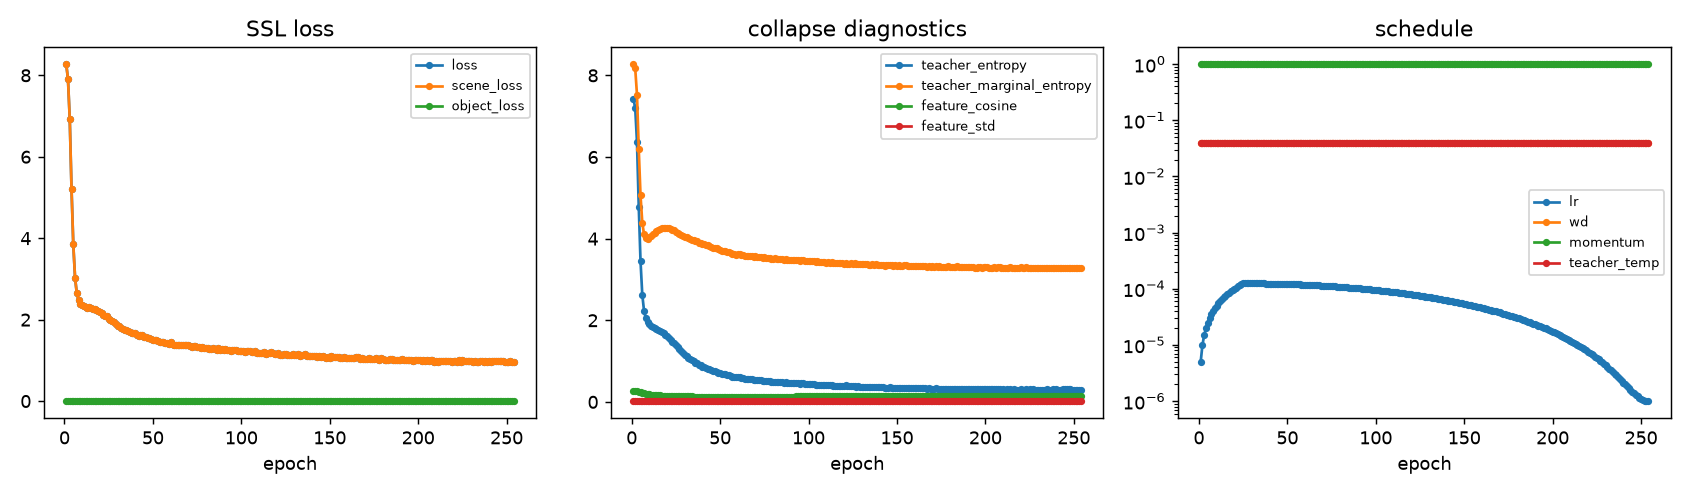 SSL loss
loss
scene_loss
object_loss
8
6
4
2
0
0
50
100
150
200
250
epoch
collapse diagnostics
teacher_entropy
teacher_marginal_entropy
feature_cosine
feature_std
8
6
4
2
0
0
50
100
150
200
250
epoch
schedule
10⁰
10⁻¹
10⁻²
10⁻³
10⁻⁴
10⁻⁵
10⁻⁶
lr
wd
momentum
teacher_temp
0
50
100
150
200
250
epoch